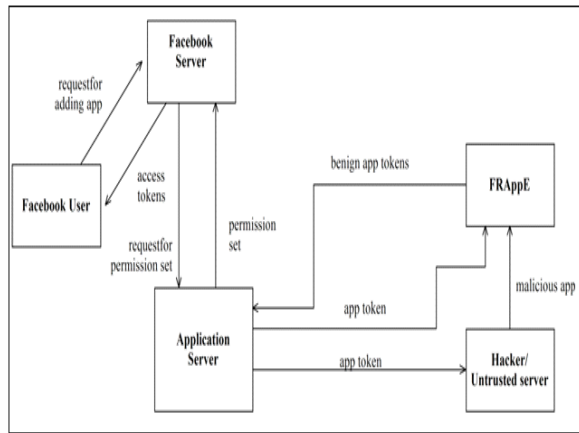 Facebook
Server
requestfor
adding app
Facebook User
access
tokens
requestfor
permission set
permission
set
benign app tokens
FRAppE
malicious app
app token
Application
Server
app token
Hacker/
Untrusted server